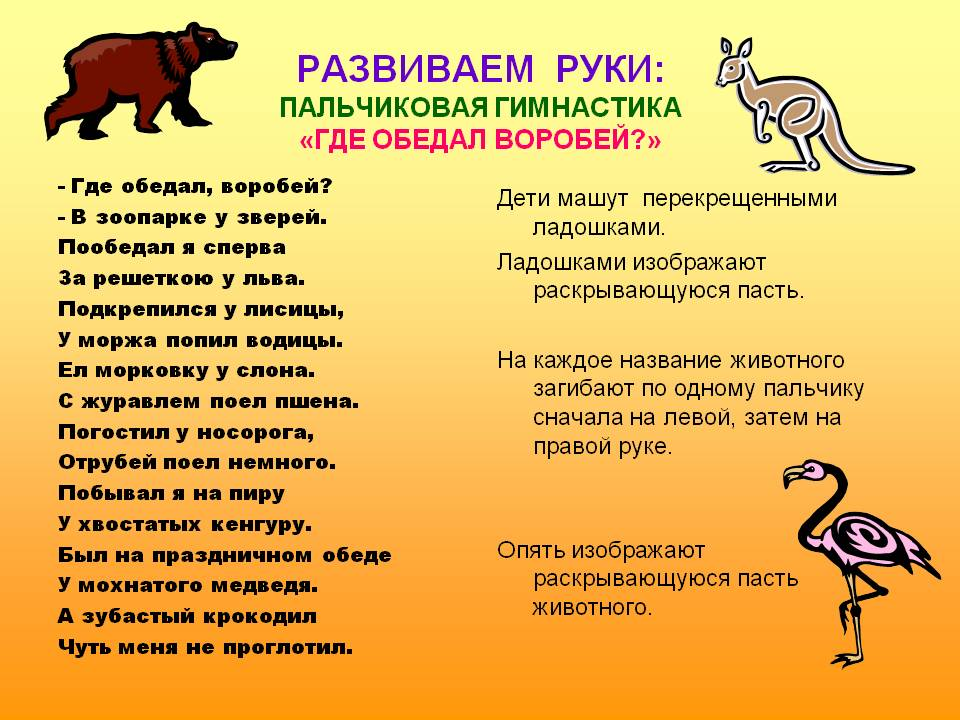 РАЗВИВАЕМ РУКИ:
ПАЛЬЧИКОВАЯ ГИМНАСТИКА
«ГДЕ ОБЕДАЛ ВОРОБЕЙ?»
- Где обедал, воробей?
- В зоопарке у зверей.
Пообедал я сперва
За решеткою у льва.
Подкрепился у лисицы,
У моржа попил водицы.
Ел морковку у слона.
С журавлем поел пшена.
Погостил у носорога,
Отрубей поел немного.
Побывал я на пиру
У хвостатых кенгуру.
Был на праздничном обеде
У мохнатого медведя.
А зубастый крокодил
Чуть меня не проглотил.
Дети машут перекрещенными
ладошками.
Ладошками изображают
раскрывающуюся пасть.
На каждое название животного
загибают по одному пальчику
сначала на левой, затем на
правой руке.
Опять изображают
раскрывающуюся пасть
животного.